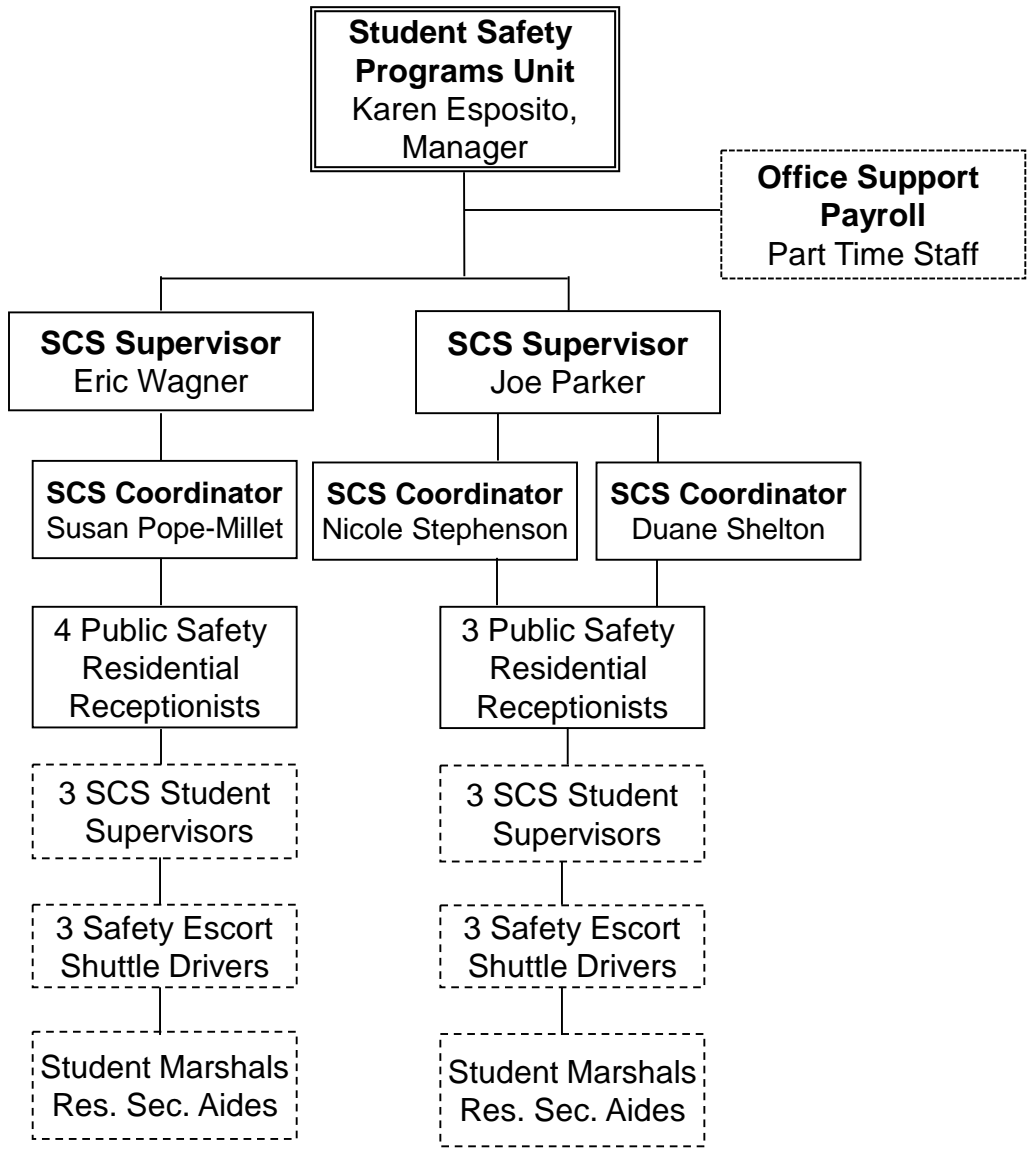 Student Safety
Programs Unit
Karen Esposito,
Manager
Office Support
Payroll
Part Time Staff
SCS Supervisor
Eric Wagner
SCS Supervisor
Joe Parker
SCS Coordinator
Susan Pope-Millet
SCS Coordinator
Nicole Stephenson
SCS Coordinator
Duane Shelton
4 Public Safety
Residential
Receptionists
3 Public Safety
Residential
Receptionists
3 SCS Student
Supervisors
3 SCS Student
Supervisors
3 Safety Escort
Shuttle Drivers
3 Safety Escort
Shuttle Drivers
Student Marshals
Res. Sec. Aides
Student Marshals
Res. Sec. Aides